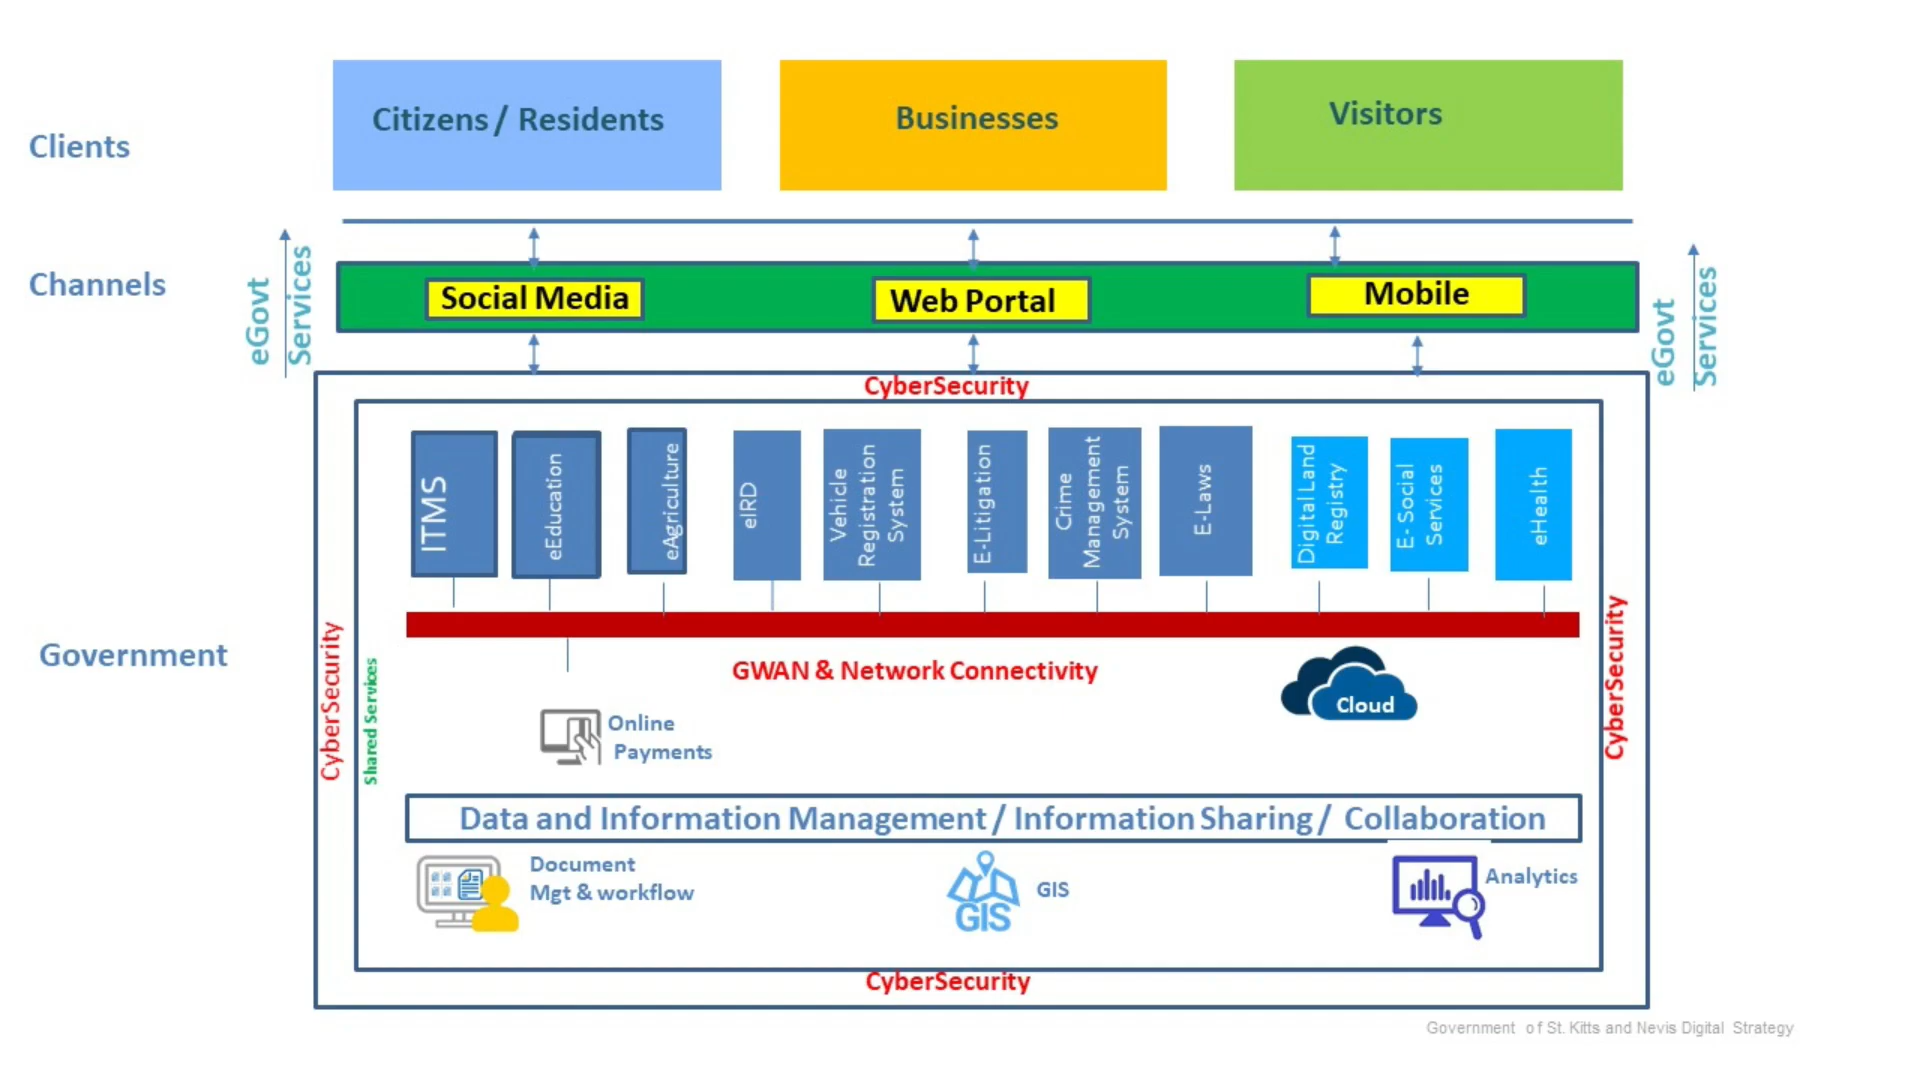 Citizens / Residents
Businesses
Visitors
Clients
Channels
eGovt
Services
Social Media
Web Portal
Mobile
eGovt
Services
CyberSecurity
ITMS
eEducation
eAgriculture
eIRD
Vehicle
Registration
System
E-Litigation
Crime
Management
System
E-Laws
Digital Land
Registry
E- Social
Services
eHealth
Government
CyberSecurity
Shared Services
GWAN & Network Connectivity
Cloud
CyberSecurity
Online
Payments
Data and Information Management / Information Sharing / Collaboration
Document
Mgt & workflow
GIS
GIS
Analytics
CyberSecurity
Government of St. Kitts and Nevis Digital Strategy